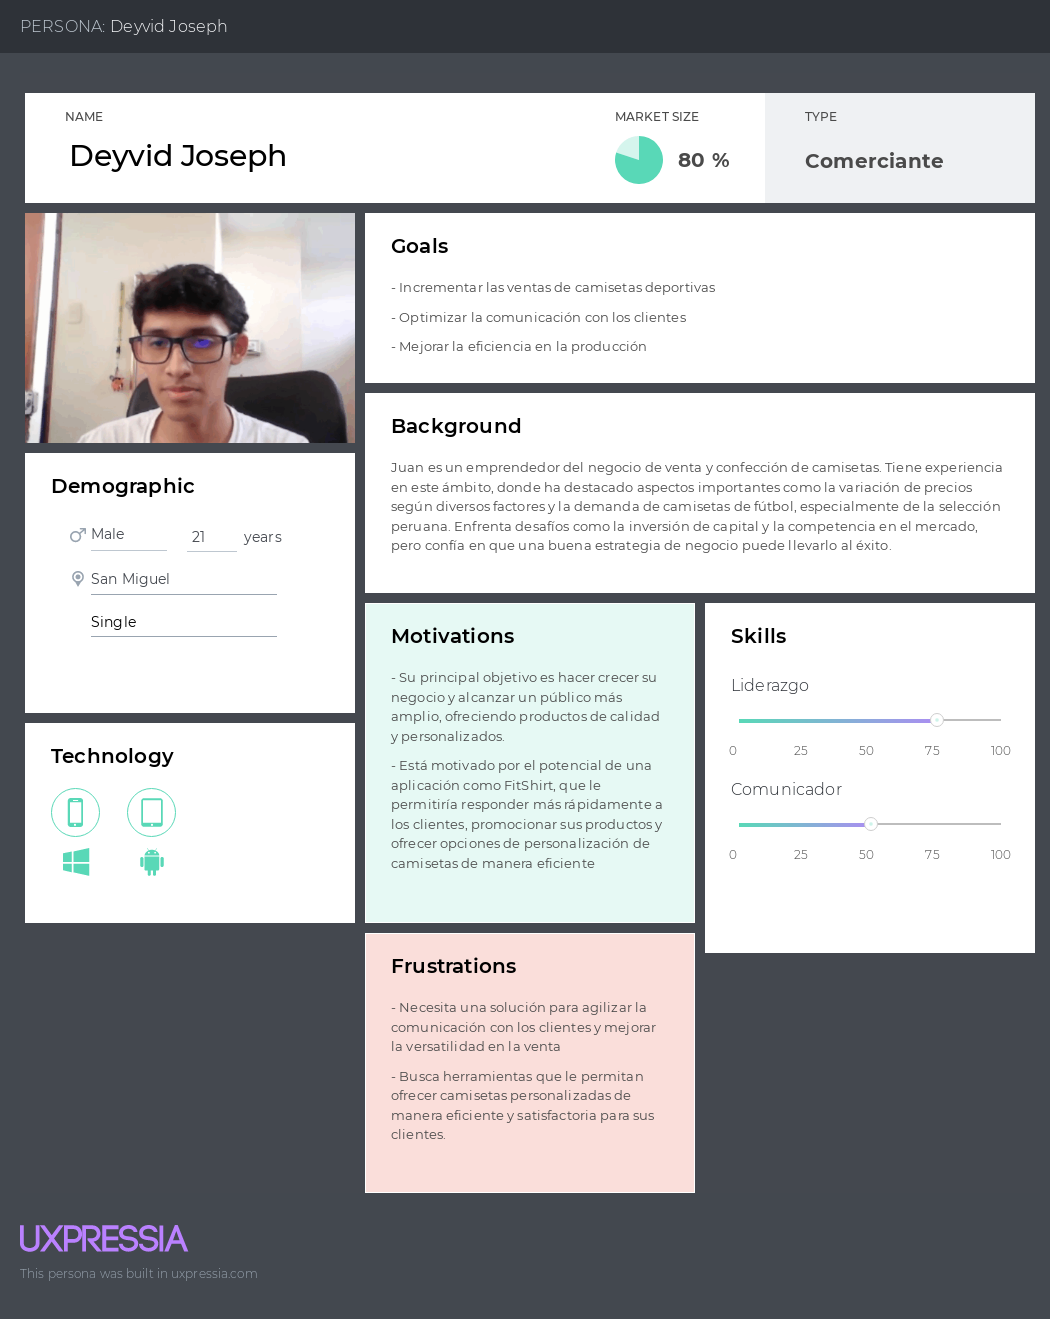 PERSONA: Deyvid Joseph
NAME
Deyvid Joseph
MARKET SIZE
80 %
TYPE
Comerciante
Goals
- Incrementar las ventas de camisetas deportivas
- Optimizar la comunicación con los clientes
- Mejorar la eficiencia en la producción
Background
Juan es un emprendedor del negocio de venta y confección de camisetas. Tiene experiencia
en este ámbito, donde ha destacado aspectos importantes como la variación de precios
según diversos factores y la demanda de camisetas de fútbol, especialmente de la selección
peruana. Enfrenta desafíos como la inversión de capital y la competencia en el mercado,
pero confía en que una buena estrategia de negocio puede llevarlo al éxito.
Demographic
Male
21 years
San Miguel
Single
Technology
Motivations
- Su principal objetivo es hacer crecer su
negocio y alcanzar un público más
amplio, ofreciendo productos de calidad
y personalizados.
- Está motivado por el potencial de una
aplicación como FitShirt, que le
permitiría responder más rápidamente a
los clientes, promocionar sus productos y
ofrecer opciones de personalización de
camisetas de manera eficiente
Skills
Liderazgo
0 25 50 75 100
Comunicador
0 25 50 75 100
Frustrations
- Necesita una solución para agilizar la
comunicación con los clientes y mejorar
la versatilidad en la venta
- Busca herramientas que le permitan
ofrecer camisetas personalizadas de
manera eficiente y satisfactoria para sus
clientes.
UXPRESSIA
This persona was built in uxpressia.com